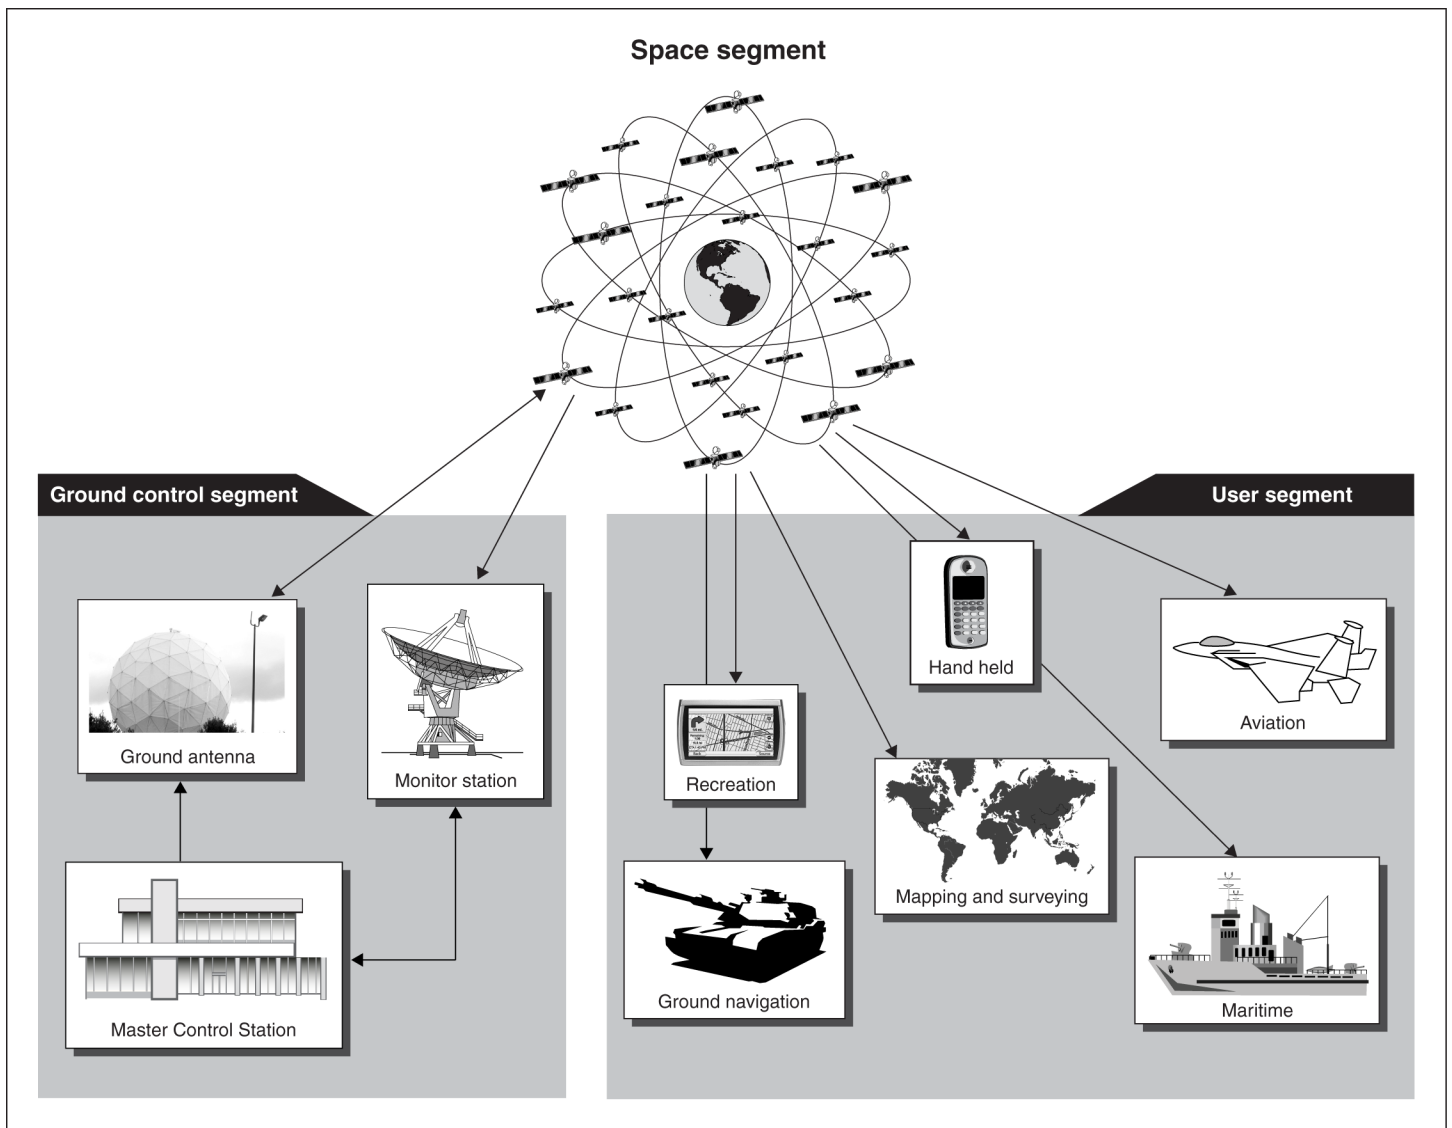 Space segment
Ground control segment
User segment
Hand held
Aviation
Ground antenna
Monitor station
Recreation
Mapping and surveying
Ground navigation
Maritime
Master Control Station